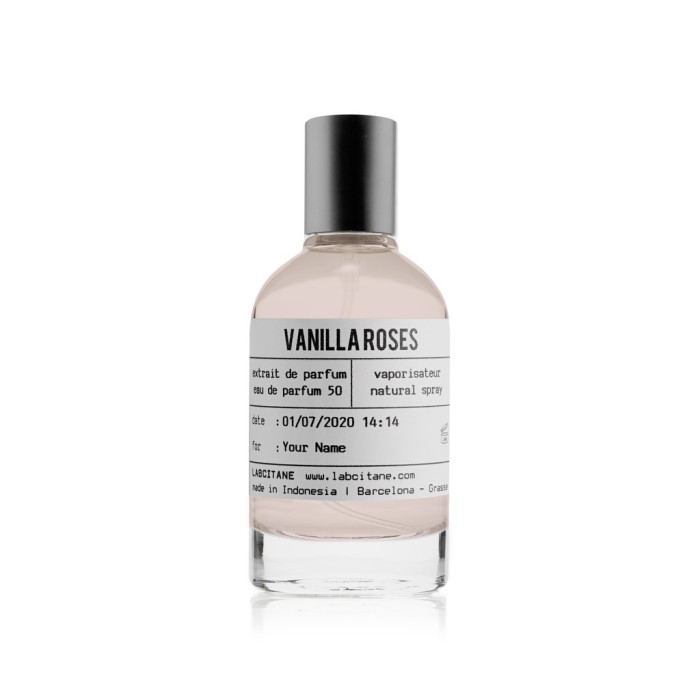 VANILLA ROSES
extrait de parfum
eau de parfum 50
vaporisateur
natural spray
date : 01/07/2020 14:14
for : Your Name
LABCITANE www.labcitane.com
made in Indonesia | Barcelona - Grasse